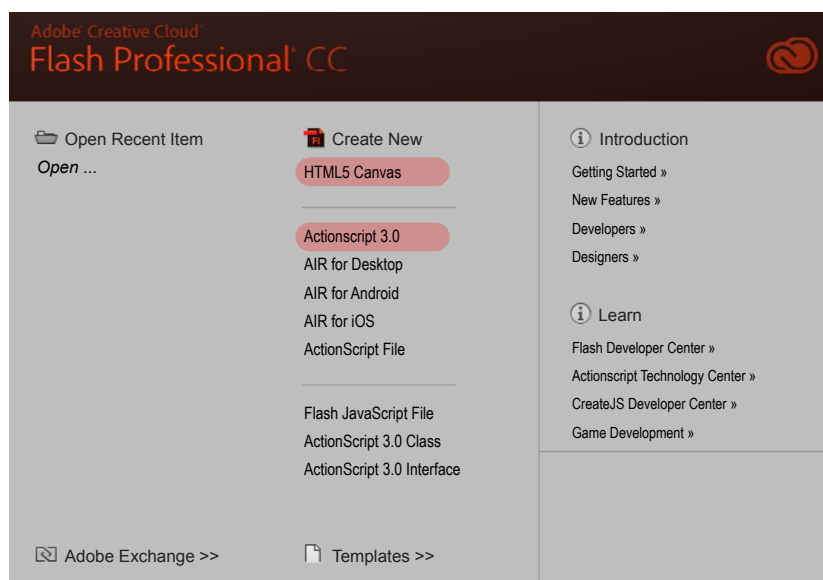 Adobe® Creative Cloud™
Flash Professional® CC
Open Recent Item
Open ...
Create New
HTML5 Canvas
Actionscript 3.0
AIR for Desktop
AIR for Android
AIR for iOS
ActionScript File
Flash JavaScript File
ActionScript 3.0 Class
ActionScript 3.0 Interface
Introduction
Getting Started »
New Features »
Developers »
Designers »
Learn
Flash Developer Center »
Actionscript Technology Center »
CreateJS Developer Center »
Game Development »
Adobe Exchange >>
Templates >>